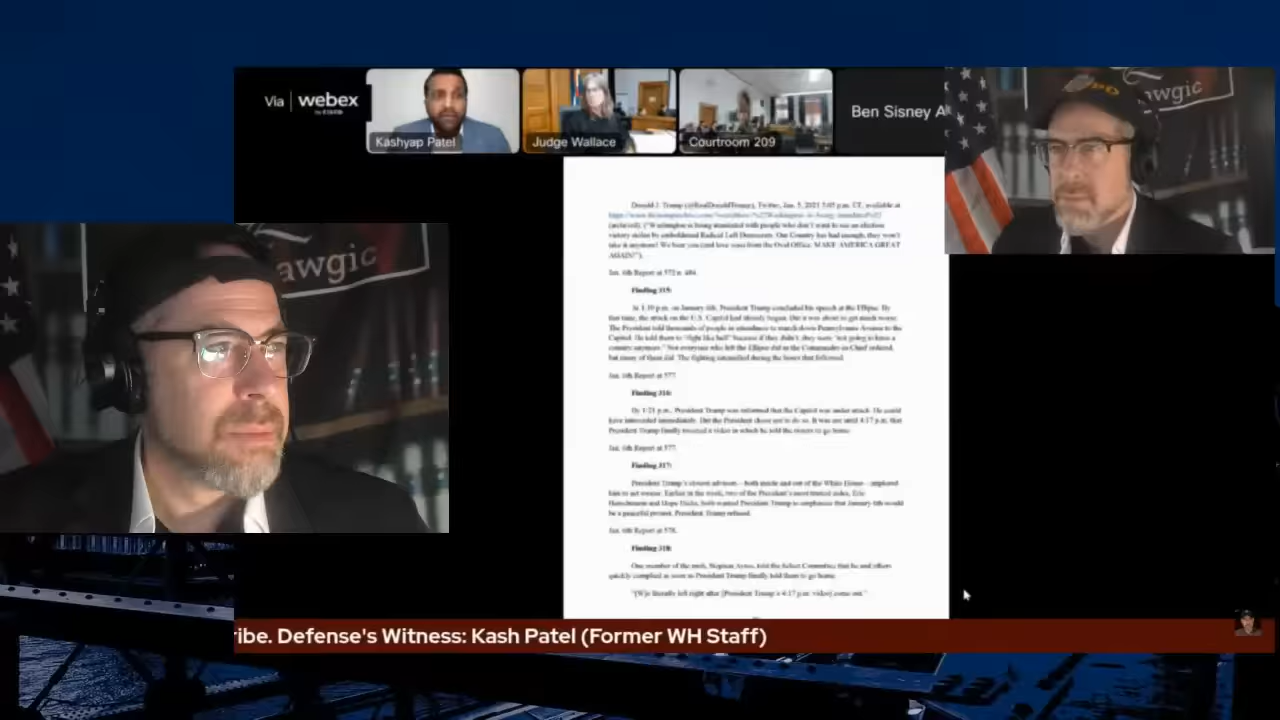 Via | webex
Kashyap Patel
Judge Wallace
Courtroom 209
Ben Sisney A
awgic
awgic
Donald J. Trump (@RealDonaldTrump), Twitter, Jan. 5, 2021 5:05 p.m. ET, available at
(archived). ("Washington is being inundated with people who don't want to see an election
victory stolen by emboldened Radical Left Democrats. Our Country has had enough, they won't
take it anymore! We hear you (and love you) from the Oval Office. MAKE AMERICA GREAT
AGAIN!").
Jan. 6th Report at 572 n. 484.
Finding 315:
At 1:10 p.m. on January 6th, President Trump concluded his speech at the Ellipse. By
that time, the attack on the U.S. Capitol had already begun. But it was about to get much worse.
The President told thousands of people in attendance to march down Pennsylvania Avenue to the
Capitol. He told them to "fight like hell" because if they didn't, they were "not going to have a
country anymore." Not everyone who left the Ellipse did as the Commander-in-Chief ordered,
but many of them did. The fighting intensified during the hours that followed.
Jan. 6th Report at 577.
Finding 316:
By 1:21 p.m., President Trump was informed that the Capitol was under attack. He could
have interceded immediately. But the President chose not to do so. It was not until 4:17 p.m. that
President Trump finally tweeted a video in which he told the rioters to go home.
Jan. 6th Report at 577.
Finding 317:
President Trump's closest advisors—both inside and out of the White House—implored
him to act sooner. Earlier in the week, two of the President's most trusted aides, Eric
Herschmann and Hope Hicks, both wanted President Trump to emphasize that January 6th would
be a peaceful protest. President Trump refused.
Jan. 6th Report at 578.
Finding 318:
One member of the mob, Stephen Ayres, told the Select Committee that he and others
quickly complied as soon as President Trump finally told them to go home.
"[W]e literally left right after [President Trump's 4:17 p.m. video] come out."
ribe. Defense's Witness: Kash Patel (Former WH Staff)